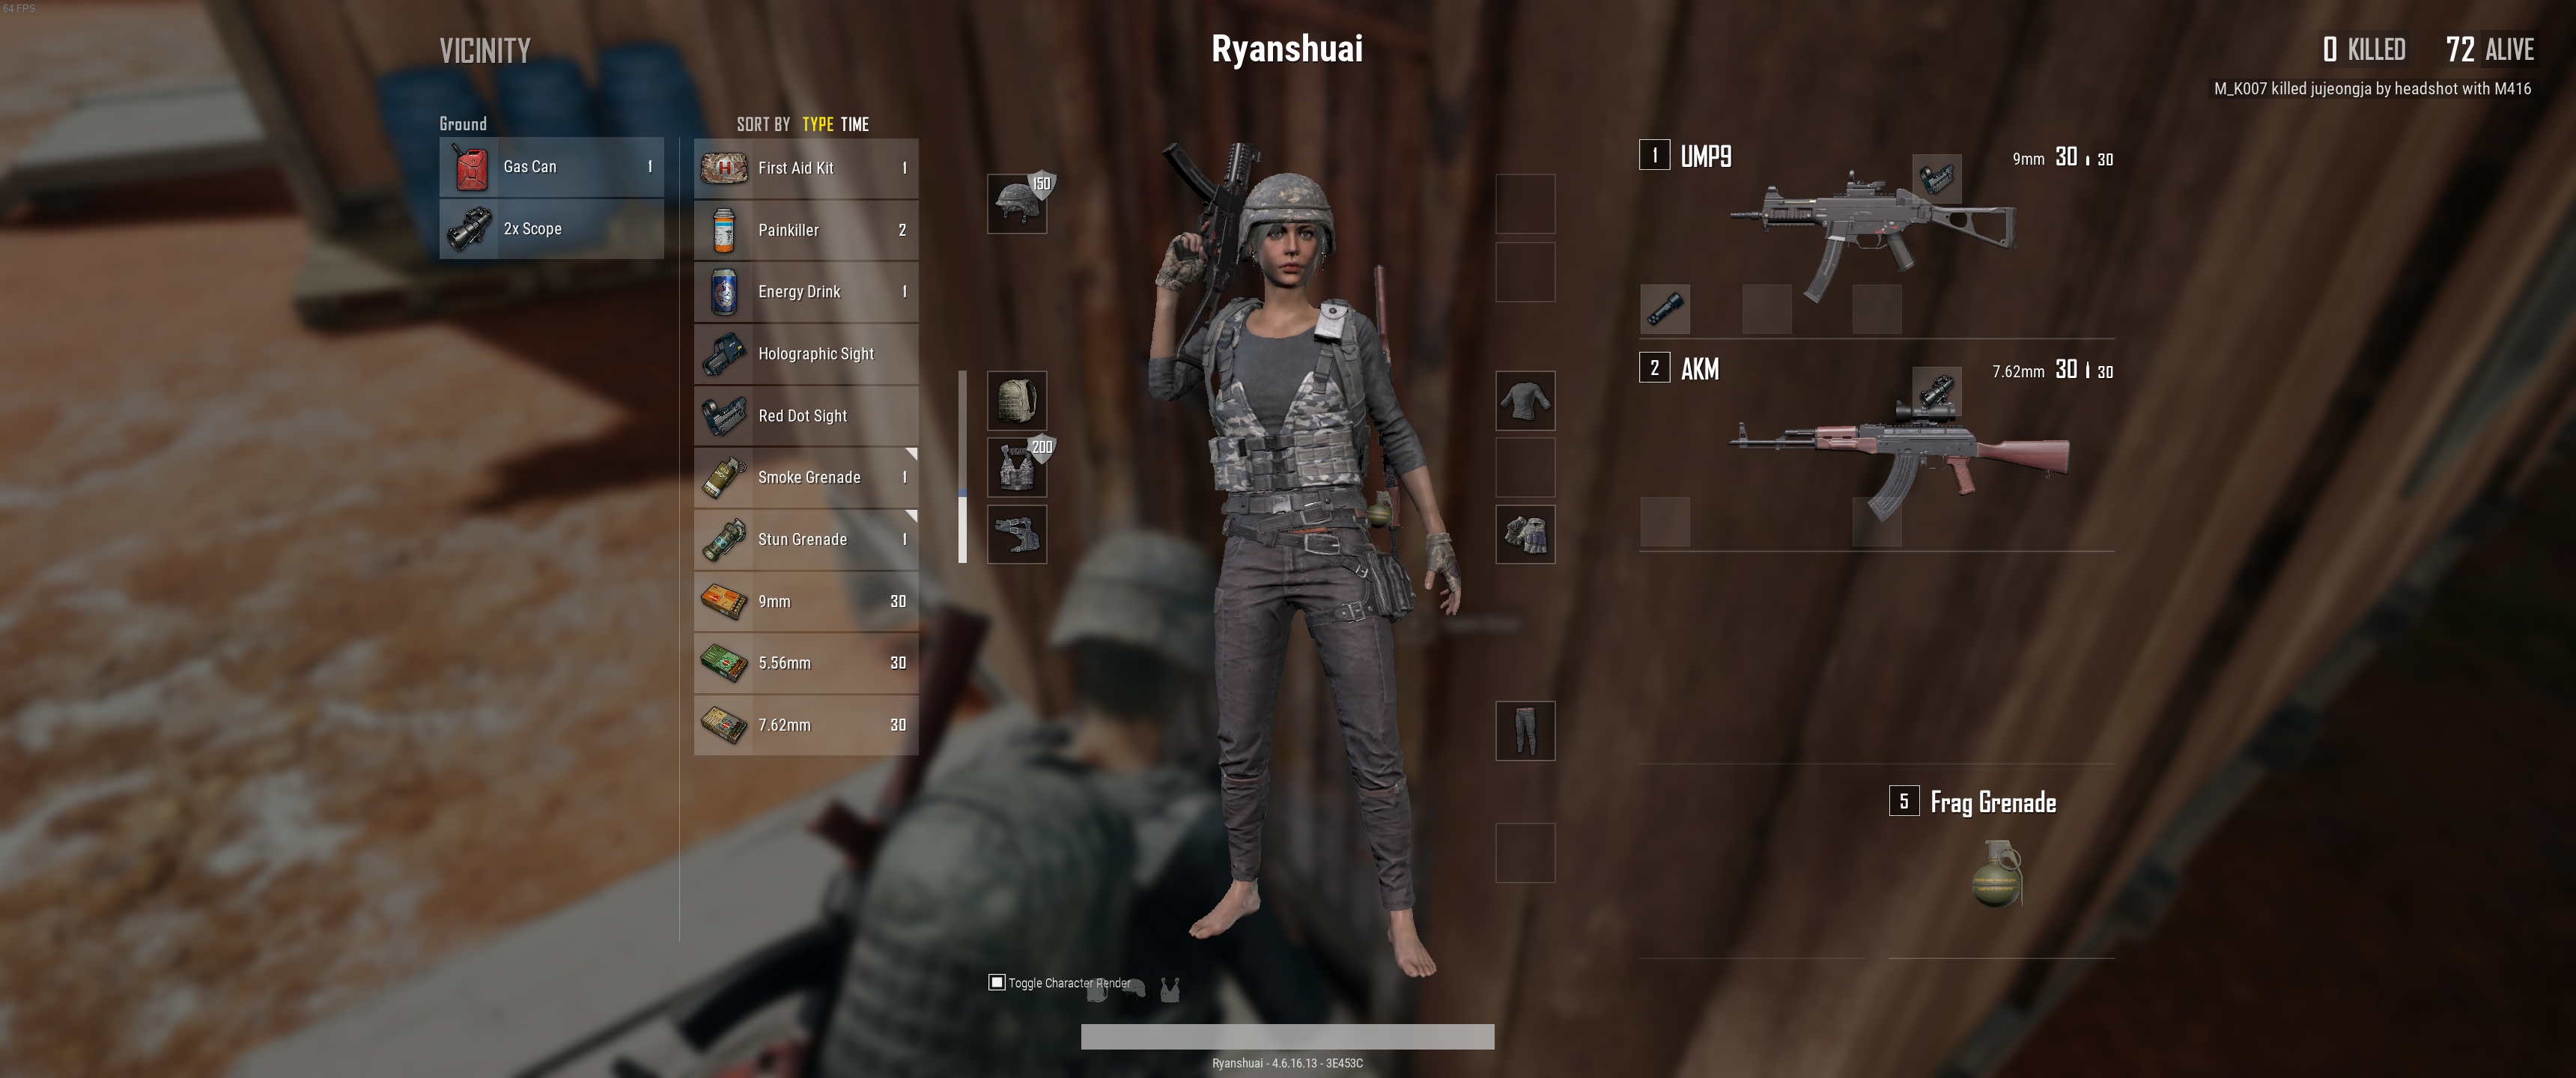 64 FPS
VICINITY
Ryanshuai
0 KILLED 72 ALIVE
M_K007 killed jujeongja by headshot with M416
Ground
SORT BY TYPE TIME
Gas Can 1
2x Scope
First Aid Kit 1
Painkiller 2
Energy Drink 1
Holographic Sight
Red Dot Sight
Smoke Grenade 1
Stun Grenade 1
9mm 30
5.56mm 30
7.62mm 30
150
200
1 UMP9 9mm 30 30
2 AKM 7.62mm 30 30
5 Frag Grenade
Toggle Character Render
Ryanshuai - 4.6.16.13 - 3E453C